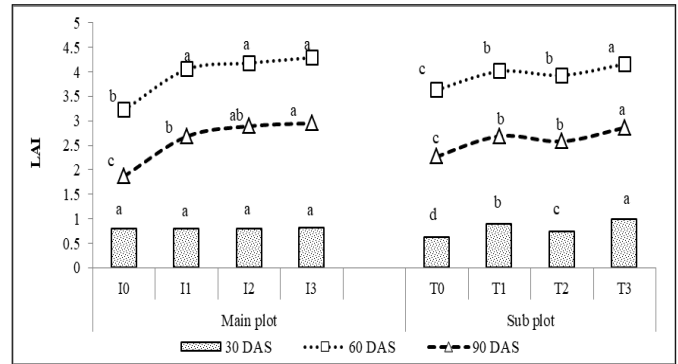 5
4.5
4
3.5
3
2.5
2
1.5
1
0.5
0
LAI
b a a a c b b a
c b ab a c b b a
a a a a d b c a
I0 I1 I2 I3 T0 T1 T2 T3
Main plot Sub plot
30 DAS 60 DAS 90 DAS